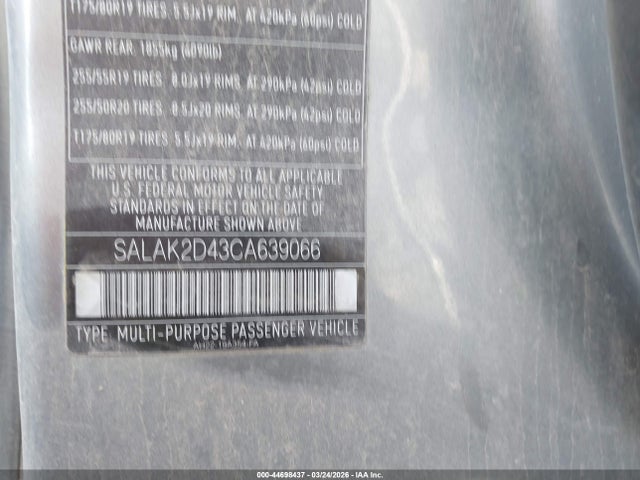 T175/80R19 TIRES. 5.5Jx19 RIM. AT 420kPa (60psi) COLD
GAWR REAR. 1855kg (4090lb)
255/55R19 TIRES 8.0Jx19 RIMS. AT 290kPa (42psi) COLD
255/50R20 TIRES 8.5Jx20 RIMS. AT 290kPa (42psi) COLD
T175/80R19 TIRES. 5.5Jx19 RIM. AT 420kPa (60psi) COLD
THIS VEHICLE CONFORMS TO ALL APPLICABLE
U.S. FEDERAL MOTOR VEHICLE SAFETY
STANDARDS IN EFFECT ON THE DATE OF
MANUFACTURE SHOWN ABOVE
SALAK2D43CA639066
TYPE. MULTI-PURPOSE PASSENGER VEHICLE
000-44698437 - 03/24/2026 - IAA Inc.